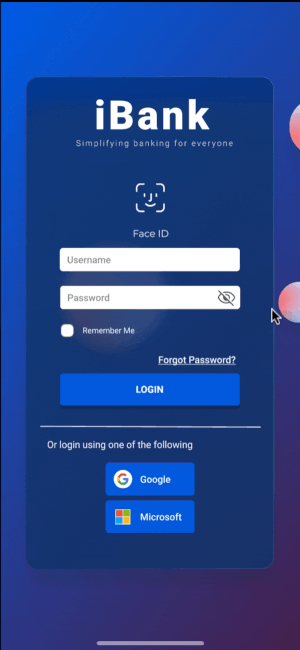 iBank
Simplifying banking for everyone
Face ID
Username
Password
Remember Me
Forgot Password?
LOGIN
Or login using one of the following
Google
Microsoft